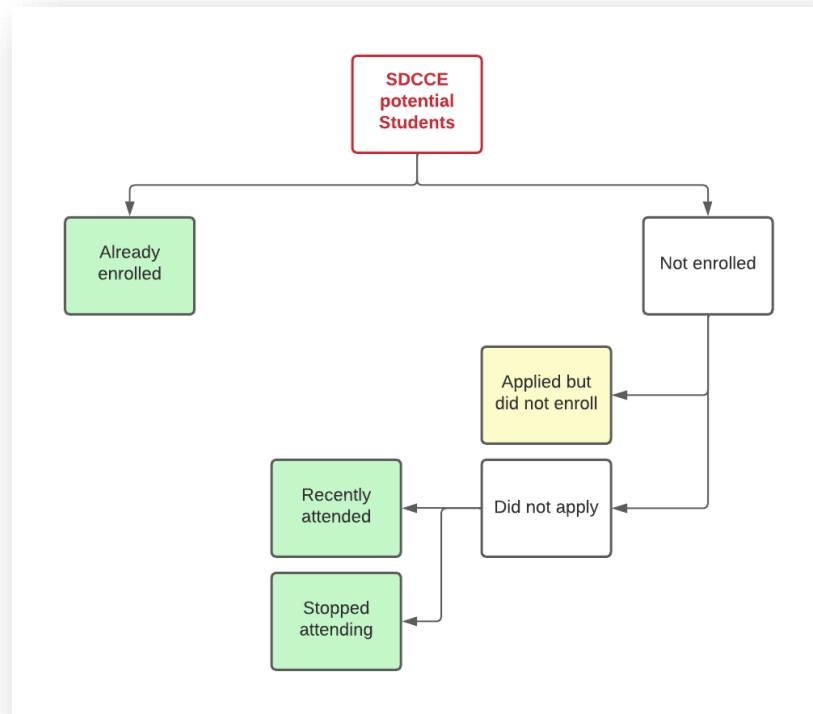 SDCCE
potential
Students
Already
enrolled
Not enrolled
Applied but
did not enroll
Recently
attended
Did not apply
Stopped
attending